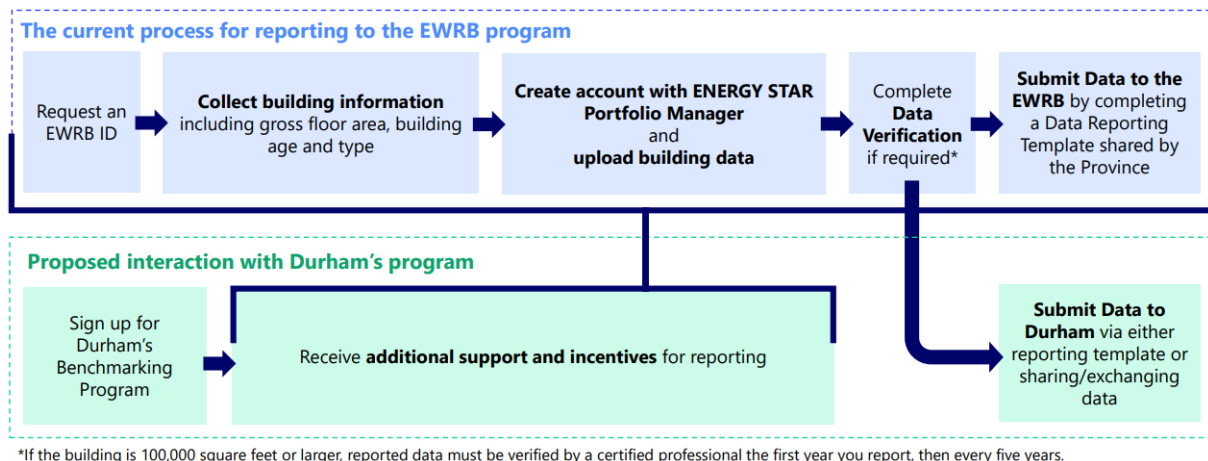 The current process for reporting to the EWRB program
Request an
EWRB ID
Collect building information
including gross floor area, building
age and type
Create account with ENERGY STAR
Portfolio Manager
and
upload building data
Complete
Data
Verification
if required*
Submit Data to the
EWRB by completing
a Data Reporting
Template shared by
the Province
Proposed interaction with Durham's program
Sign up for
Durham's
Benchmarking
Program
Receive additional support and incentives for reporting
Submit Data to
Durham via either
reporting template or
sharing/exchanging
data
*If the building is 100,000 square feet or larger, reported data must be verified by a certified professional the first year you report, then every five years.